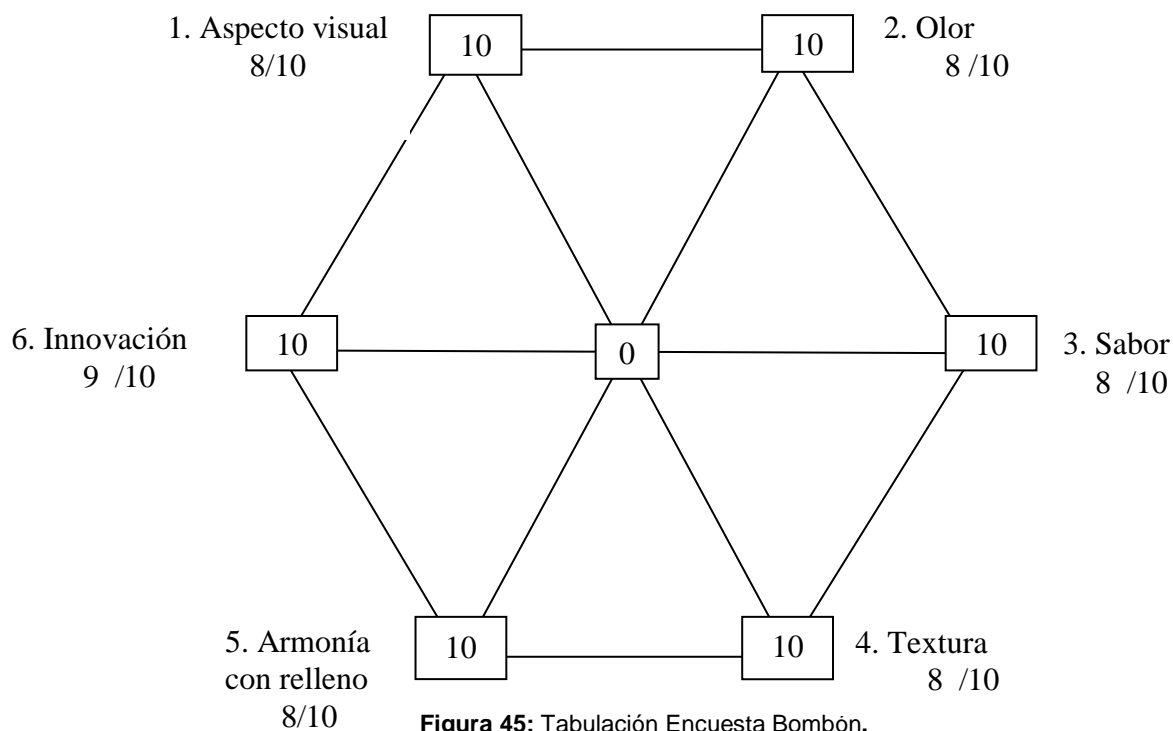 1. Aspecto visual
8/10
10
10
2. Olor
8 /10
6. Innovación
9 /10
10
0
10
3. Sabor
8 /10
5. Armonía
con relleno
8/10
10
10
4. Textura
8 /10
Figura 45: Tabulación Encuesta Bombón.